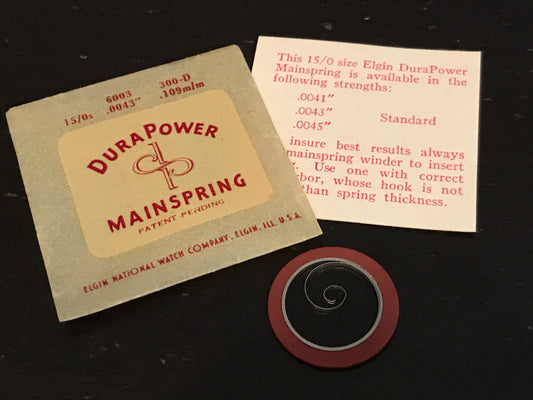 6003 300-D
15/0s .0043" .109m/m
DURAPOWER
MAINSPRING
PATENT PENDING
ELGIN NATIONAL WATCH COMPANY, ELGIN, ILL. U.S.A.
This 15/0 size Elgin DuraPower
Mainspring is available in the
following strengths:
.0041"
.0043" Standard
.0045"
insure best results always
mainspring winder to insert
Use one with correct
rbor, whose hook is not
than spring thickness.